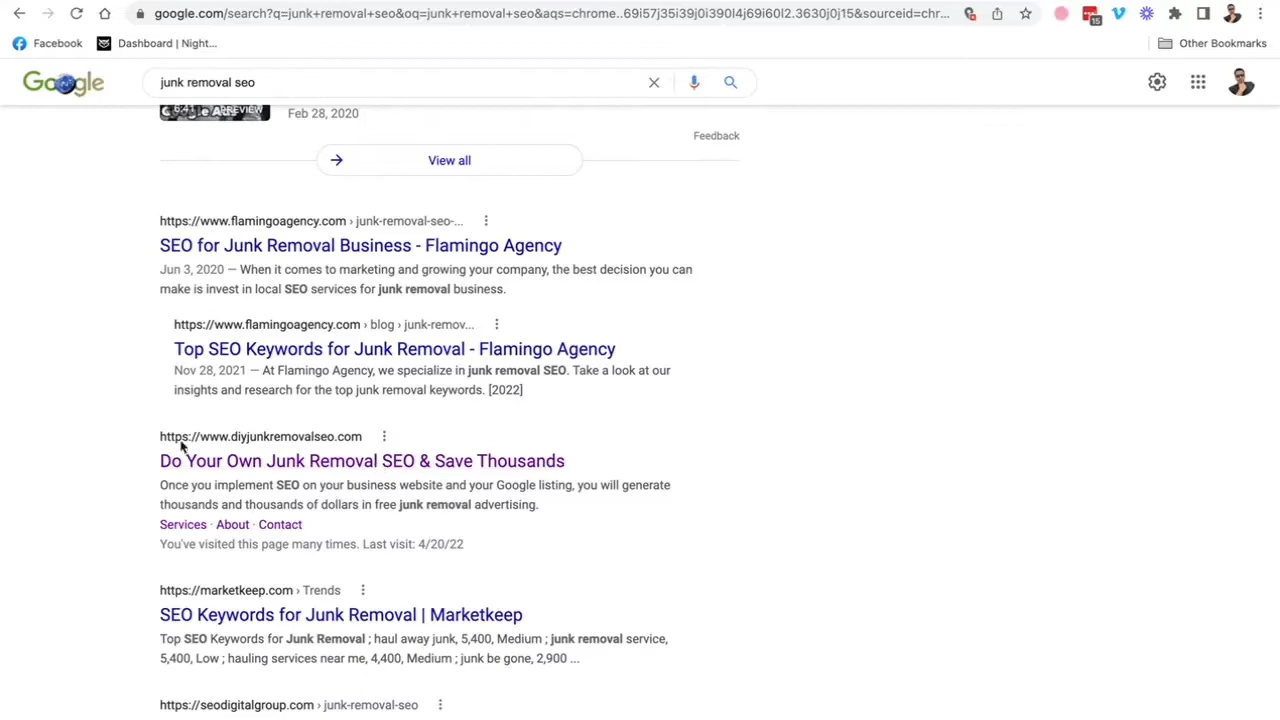 google.com/search?q=junk+removal+seo&oq=junk+removal+seo&aqs=chrome..69i57j35i39j0i390l4j69i60l2.3630j0j15&sourceid=chr...
15
Facebook
Dashboard | Night...
Other Bookmarks
Google
junk removal seo
6:41
PREVIEW
Feb 28, 2020
Feedback
View all
https://www.flamingoagency.com › junk-removal-seo-...
SEO for Junk Removal Business - Flamingo Agency
Jun 3, 2020 — When it comes to marketing and growing your company, the best decision you can
make is invest in local SEO services for junk removal business.
https://www.flamingoagency.com › blog › junk-remov...
Top SEO Keywords for Junk Removal - Flamingo Agency
Nov 28, 2021 — At Flamingo Agency, we specialize in junk removal SEO. Take a look at our
insights and research for the top junk removal keywords. [2022]
https://www.diyjunkremovalseo.com
Do Your Own Junk Removal SEO & Save Thousands
Once you implement SEO on your business website and your Google listing, you will generate
thousands and thousands of dollars in free junk removal advertising.
Services · About · Contact
You've visited this page many times. Last visit: 4/20/22
https://marketkeep.com › Trends
SEO Keywords for Junk Removal | Marketkeep
Top SEO Keywords for Junk Removal ; haul away junk, 5,400, Medium ; junk removal service,
5,400, Low ; hauling services near me, 4,400, Medium ; junk be gone, 2,900 ...
https://seodigitalgroup.com › junk-removal-seo